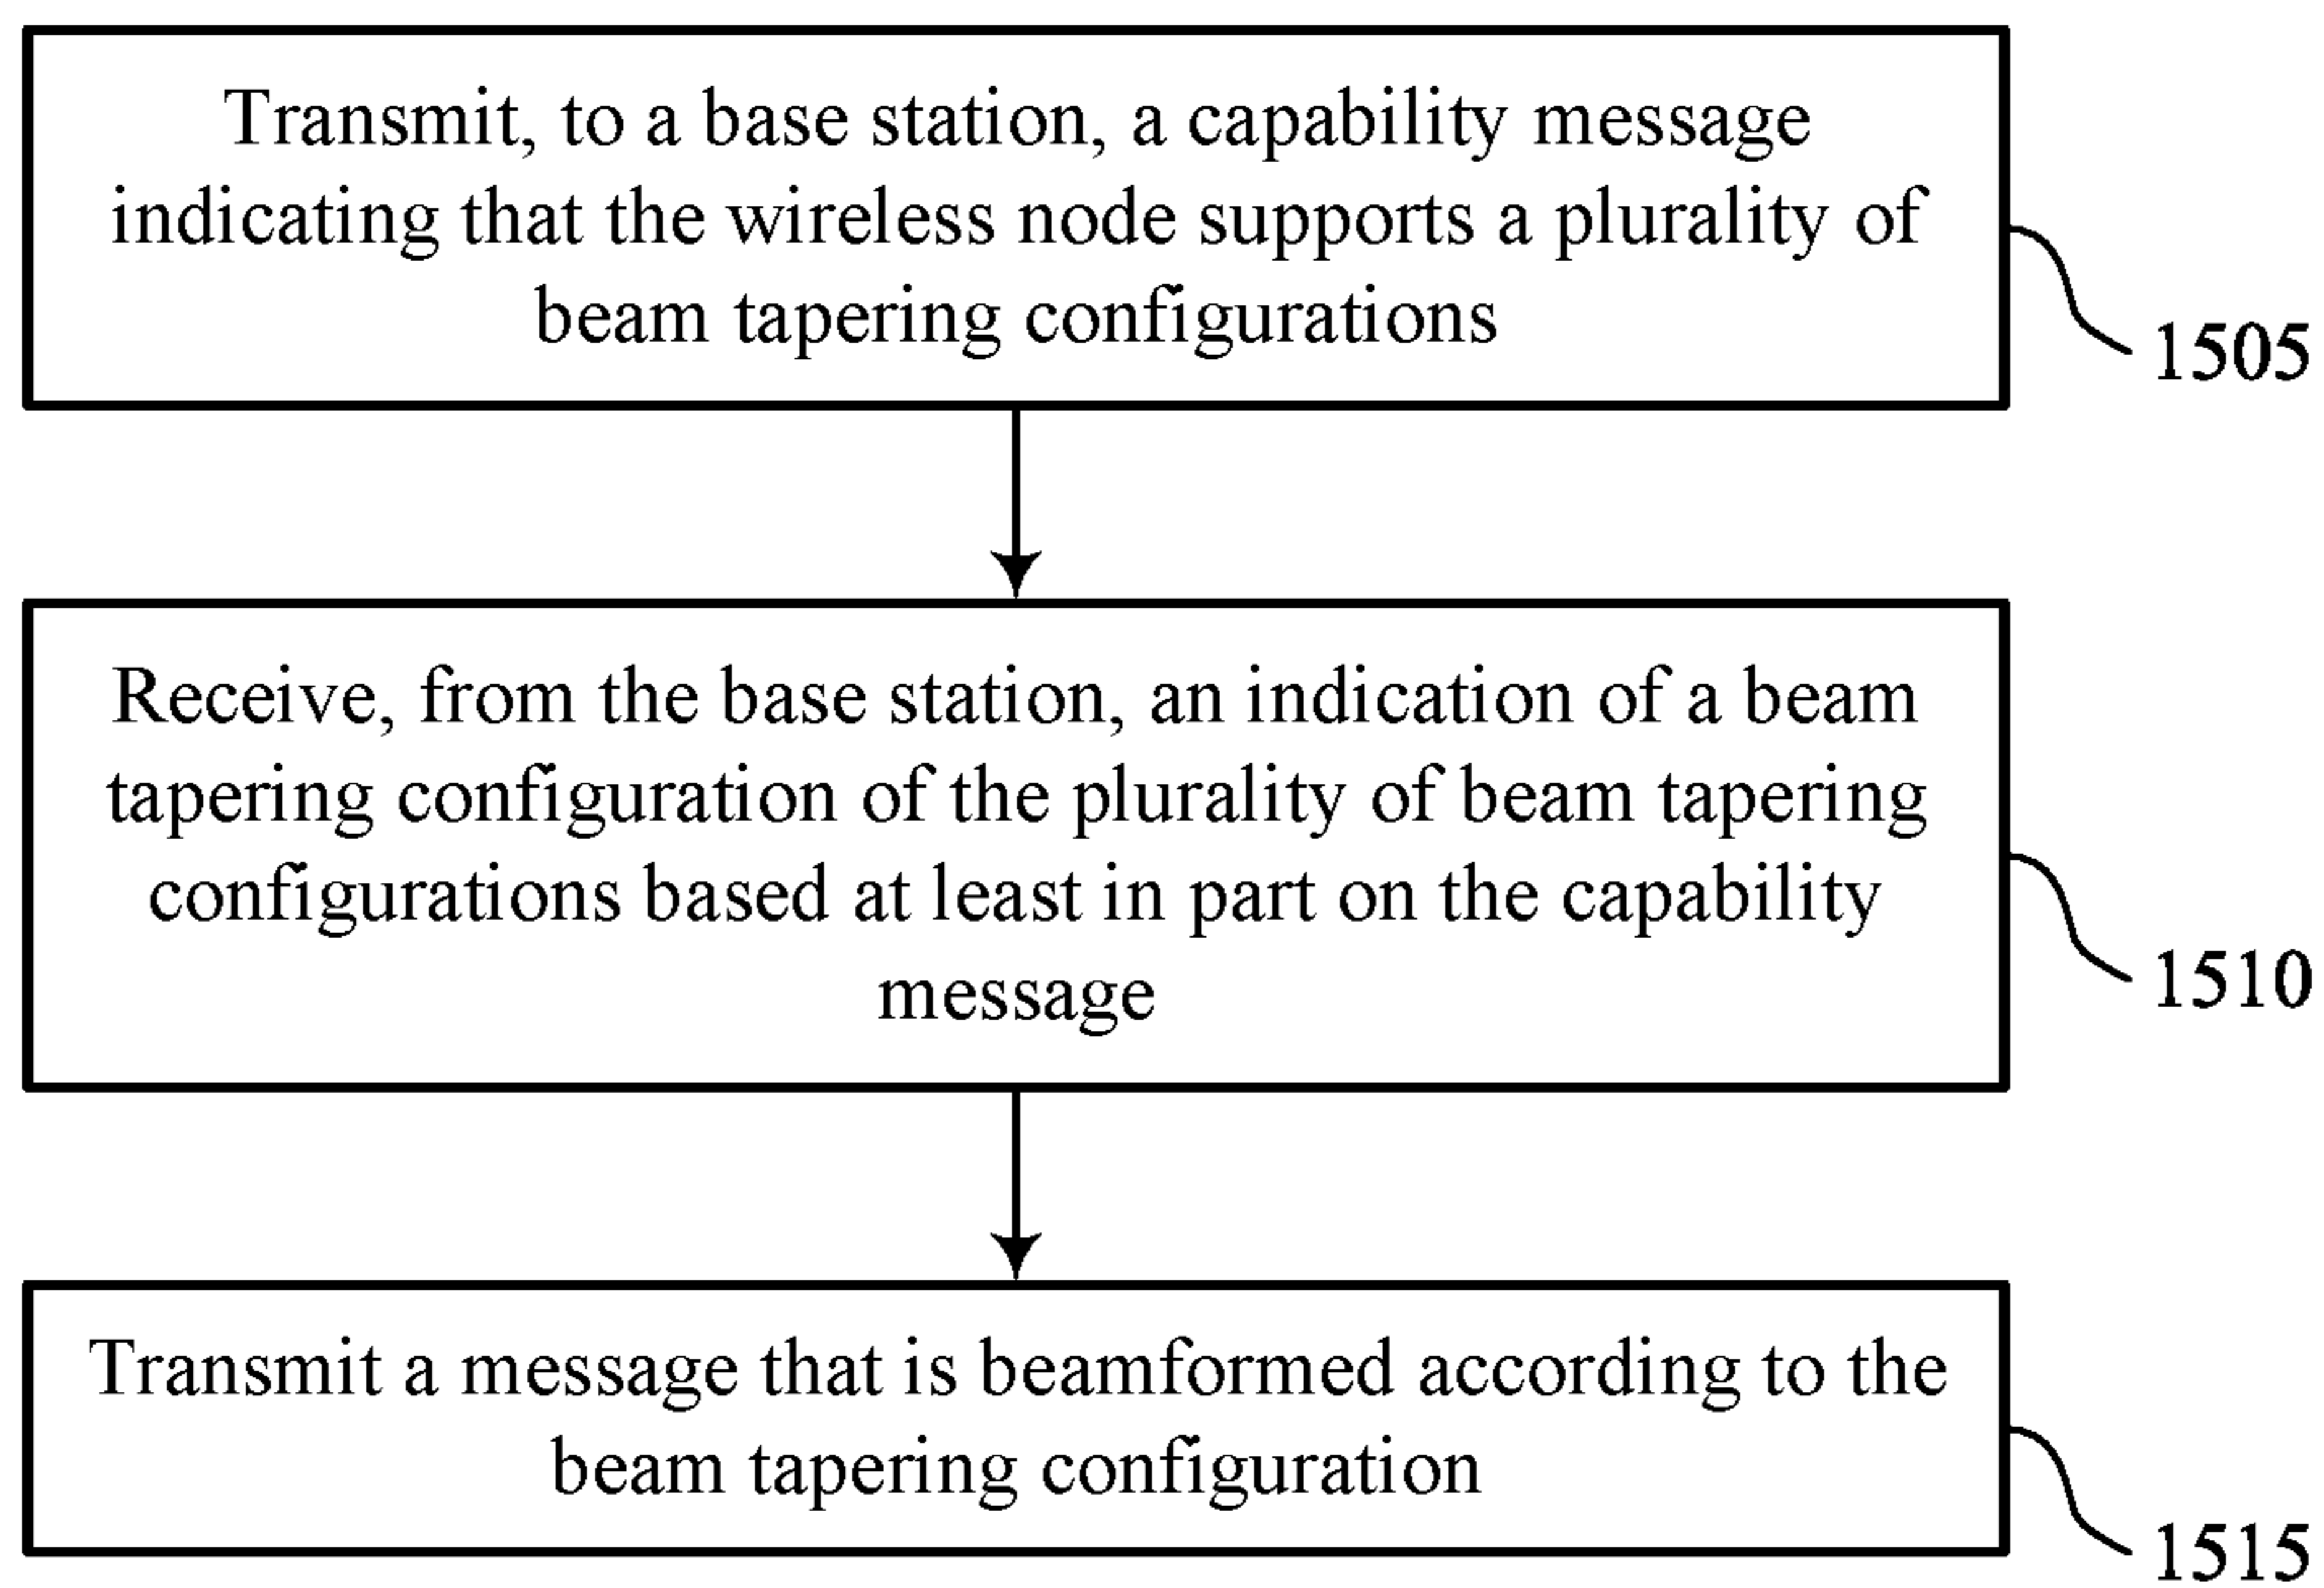 Transmit, to a base station, a capability message
indicating that the wireless node supports a plurality of
beam tapering configurations
1505
Receive, from the base station, an indication of a beam
tapering configuration of the plurality of beam tapering
configurations based at least in part on the capability
message
1510
Transmit a message that is beamformed according to the
beam tapering configuration
1515